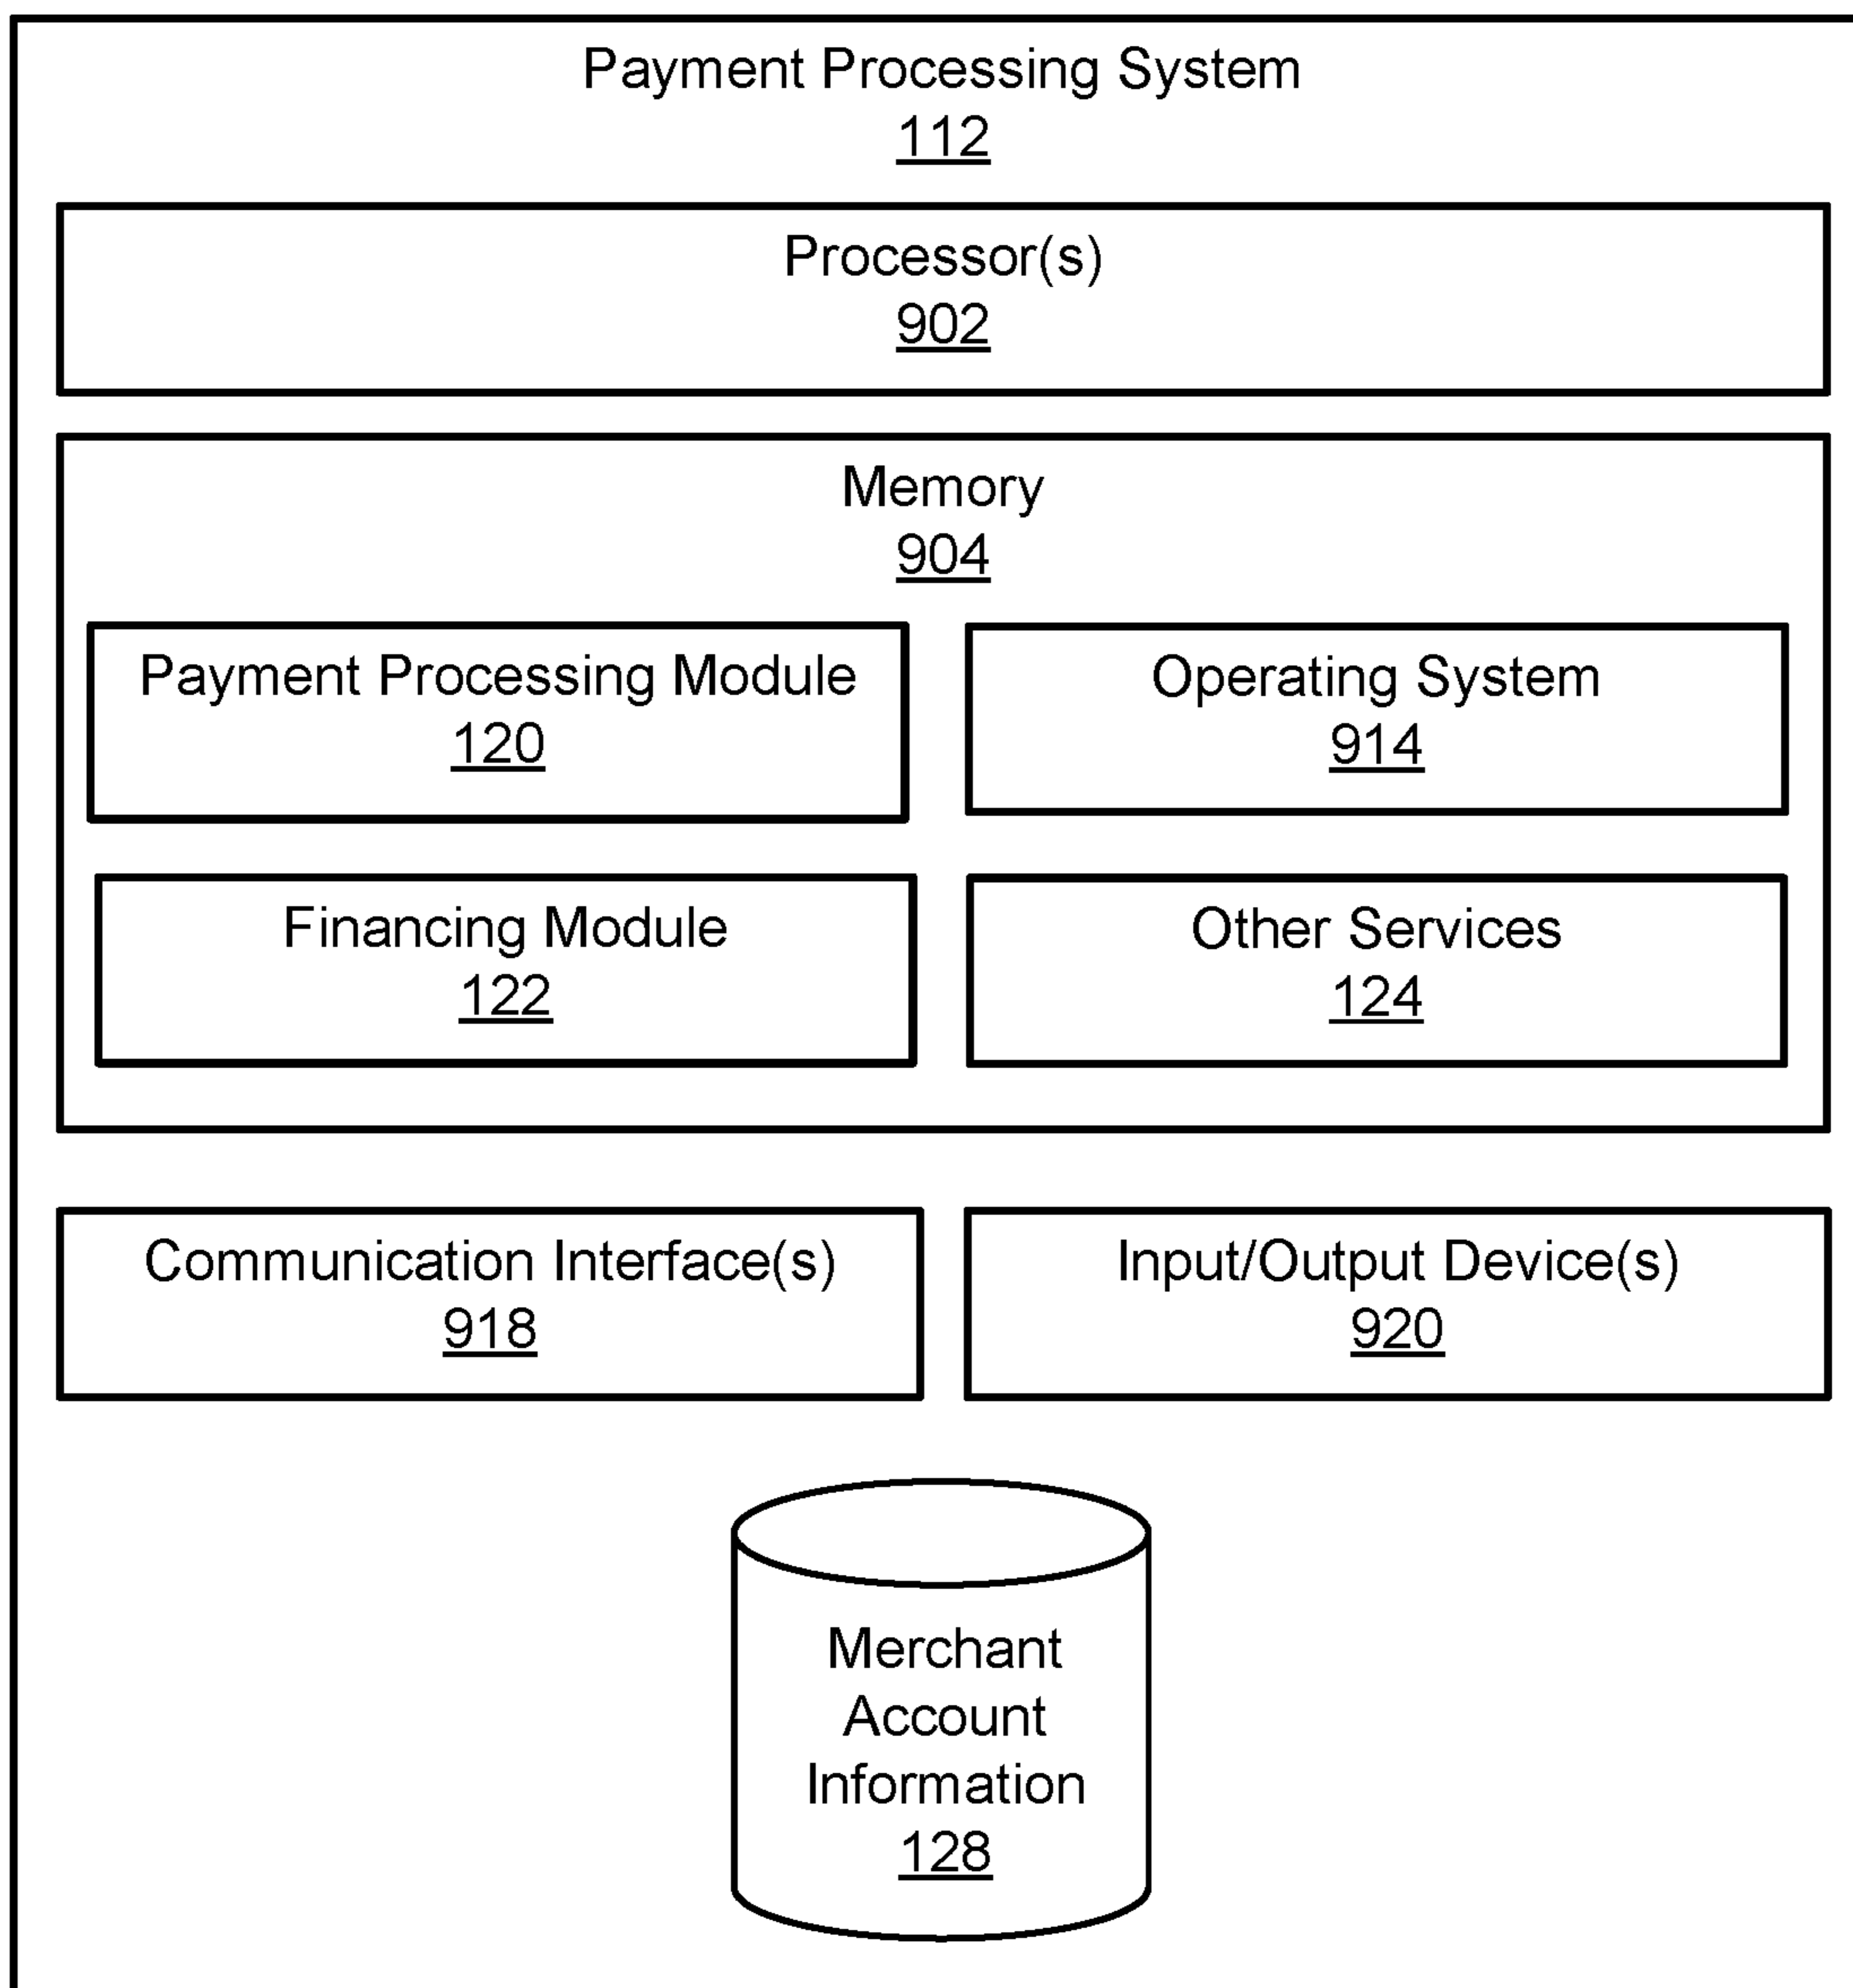 Payment Processing System
112
Processor(s)
902
Memory
904
Payment Processing Module
120
Operating System
914
Financing Module
122
Other Services
124
Communication Interface(s)
918
Input/Output Device(s)
920
Merchant
Account
Information
128